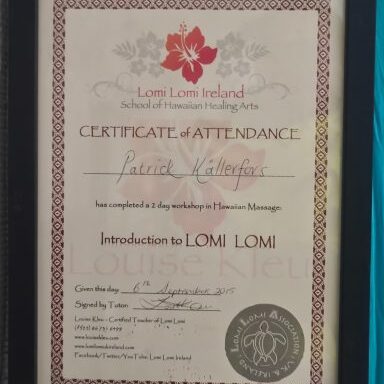 Lomi Lomi Ireland
School of Hawaiian Healing Arts
CERTIFICATE of ATTENDANCE
Patrick Källerfors
has completed a 2 day workshop in Hawaiian Massage:
Introduction to LOMI LOMI
Louise Kleu
Given this day 6th September 2015
Signed by Tutor
Louise Kleu - Certified Teacher of Lomi Lomi
www.louisekleu.com
www.lomilomiireland.com
Facebook/Twitter/YouTube: Lomi Lomi Ireland
LOMI LOMI ASSOCIATION
UK & IRELAND